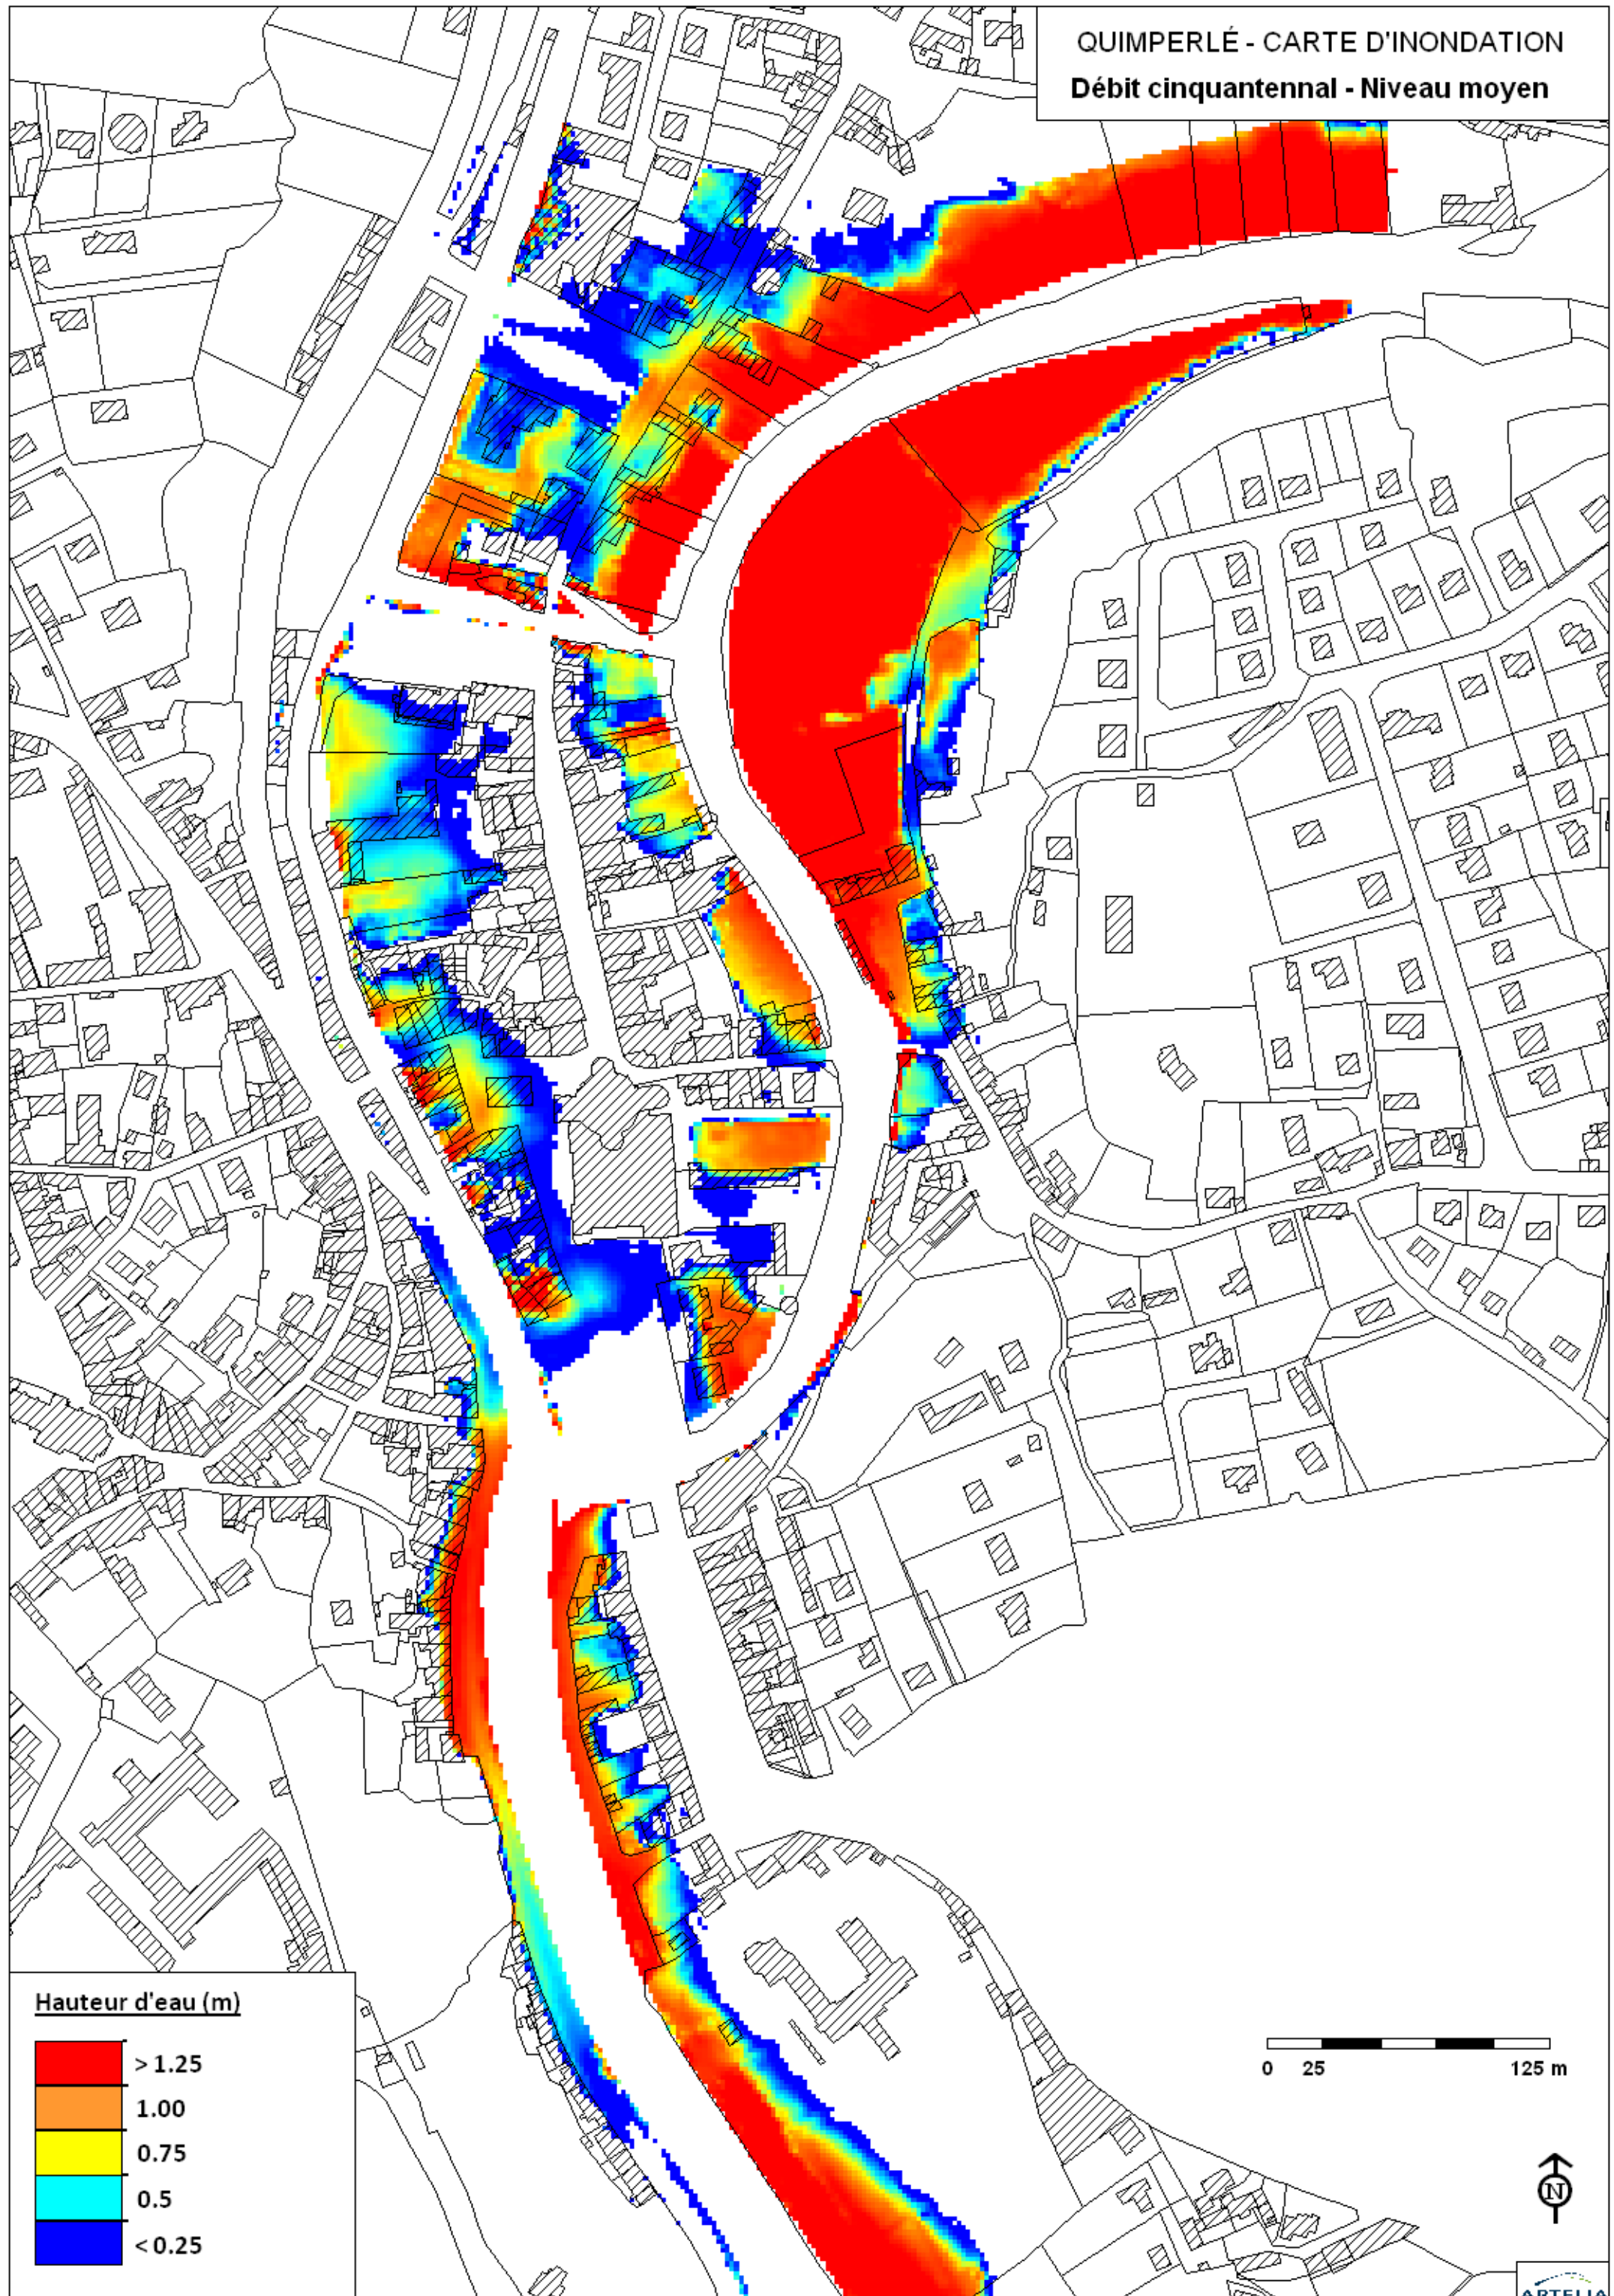 QUIMPERLÉ - CARTE D'INONDATION
Débit cinquantennal - Niveau moyen
Hauteur d'eau (m)
> 1.25
1.00
0.75
0.5
< 0.25
0 25 125 m
N
ARTELIA